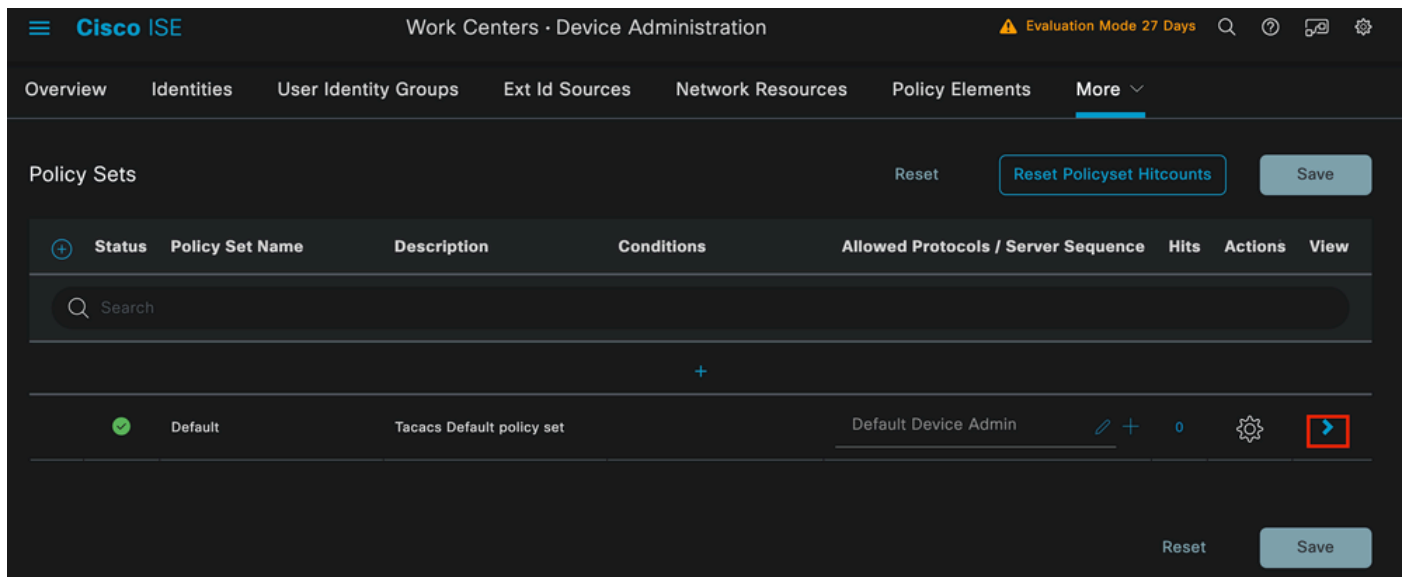 Cisco ISE
Work Centers · Device Administration
Evaluation Mode 27 Days
Overview Identities User Identity Groups Ext Id Sources Network Resources Policy Elements More
Policy Sets
Reset
Reset Policyset Hitcounts
Save
Status Policy Set Name Description Conditions Allowed Protocols / Server Sequence Hits Actions View
Search
+
Default Tacacs Default policy set Default Device Admin + 0
Reset
Save